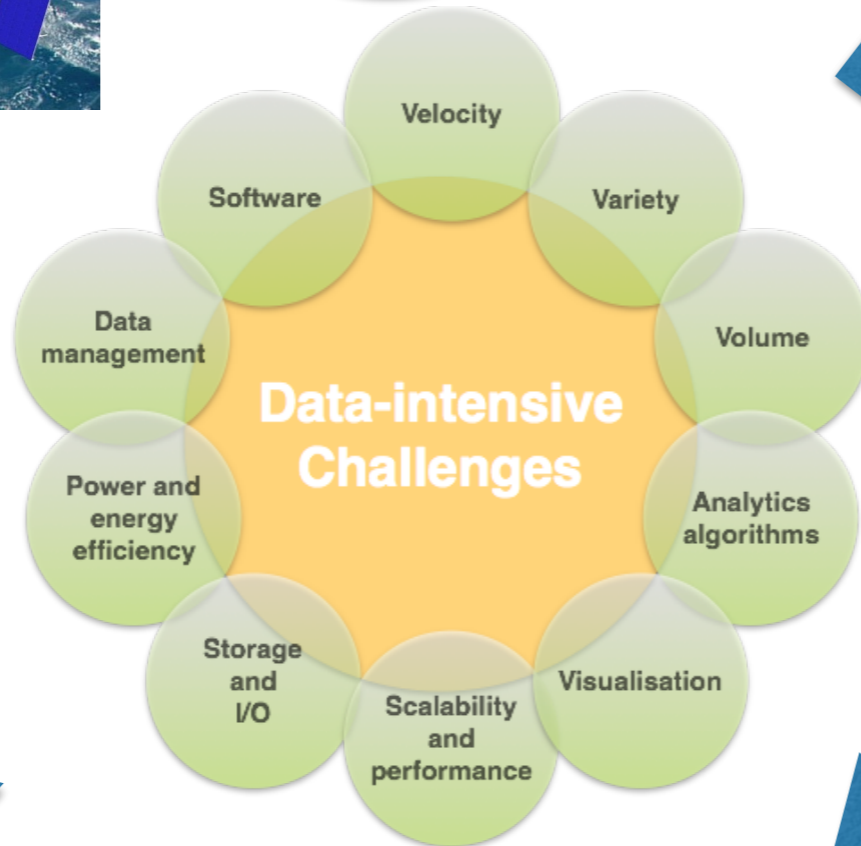 Velocity
Software
Variety
Data
management
Volume
Data-intensive
Challenges
Power and
energy
efficiency
Analytics
algorithms
Storage
and
I/O
Visualisation
Scalability
and
performance